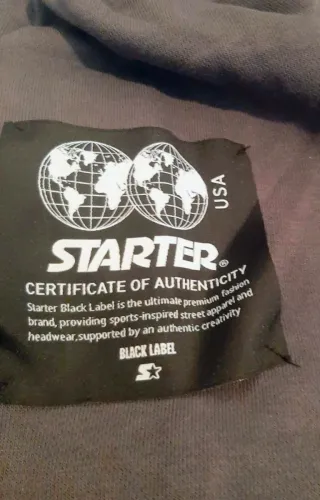 USA
STARTER®
CERTIFICATE OF AUTHENTICITY
Starter Black Label is the ultimate premium fashion
brand, providing sports-inspired street apparel and
headwear, supported by an authentic creativity
BLACK LABEL
S